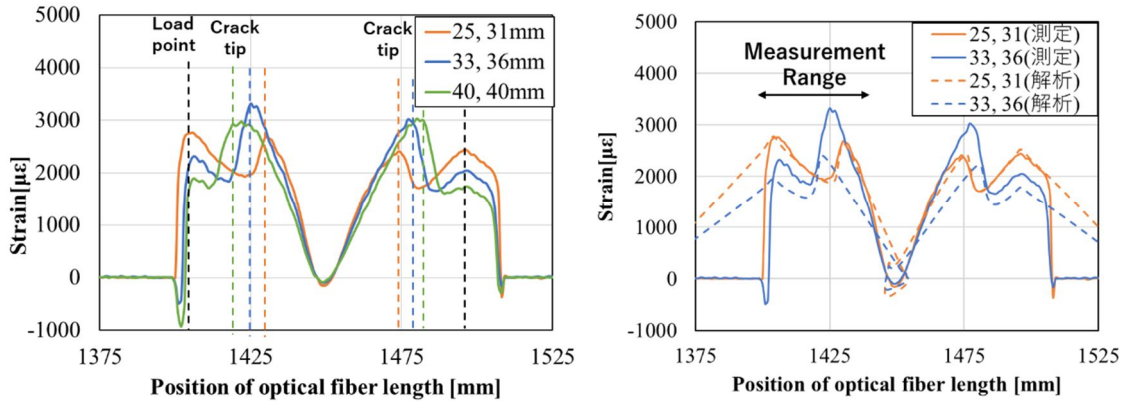 5000
4000
3000
2000
1000
0
-1000
Strain[με]
1375
1425
1475
1525
Position of optical fiber length [mm]
Load
point
Crack
tip
Crack
tip
25, 31mm
33, 36mm
40, 40mm
5000
4000
3000
2000
1000
0
-1000
Strain[με]
1375
1425
1475
1525
Position of optical fiber length [mm]
Measurement
Range
25, 31(測定)
33, 36(測定)
25, 31(解析)
33, 36(解析)